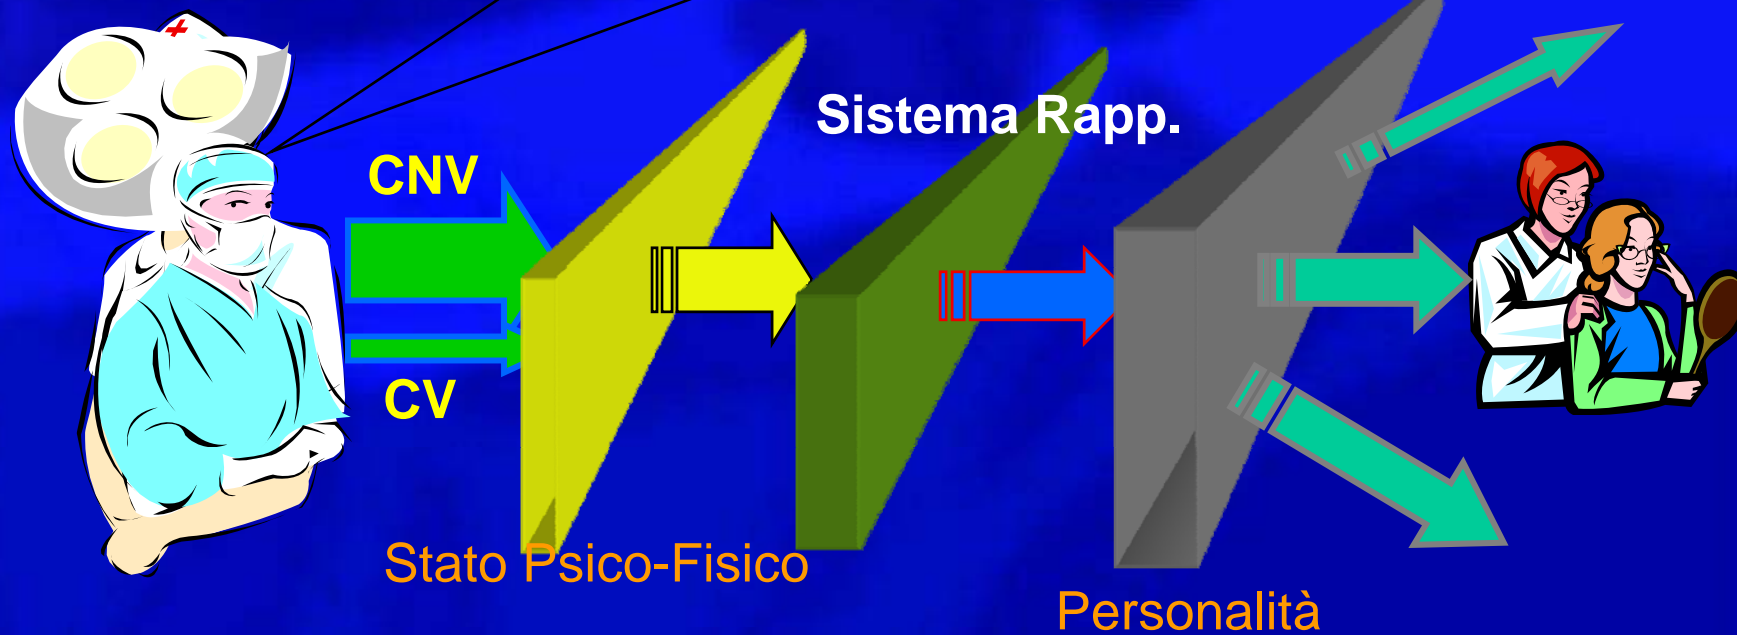 Sistema Rapp.
CNV
CV
Stato Psico-Fisico
Personalità